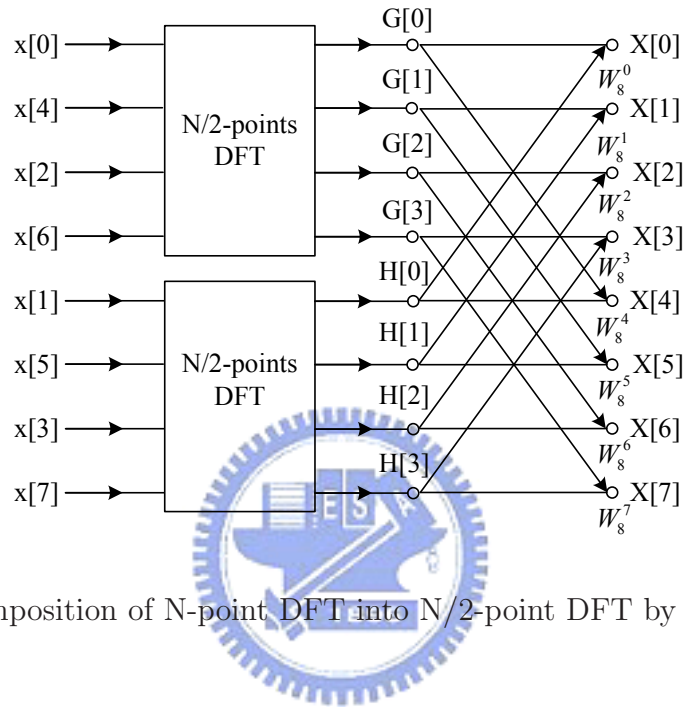 G[0]
x[0] X[0]
W_8^0
G[1]
x[4] X[1]
N/2-points
DFT
W_8^1
G[2]
x[2] X[2]
W_8^2
G[3]
x[6] X[3]
W_8^3
H[0]
x[1] X[4]
W_8^4
H[1]
x[5] X[5]
N/2-points
DFT
W_8^5
H[2]
x[3] X[6]
W_8^6
H[3]
x[7] X[7]
W_8^7
E S A
mposition of N-point DFT into N/2-point DFT by